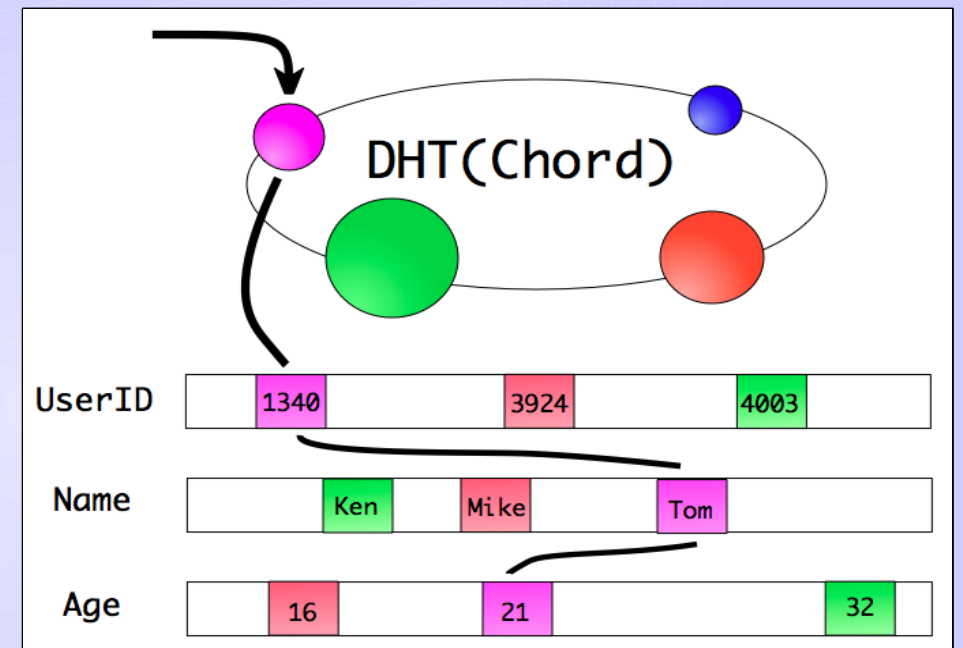 DHT(Chord)
UserID 1340 3924 4003
Name Ken Mike Tom
Age 16 21 32